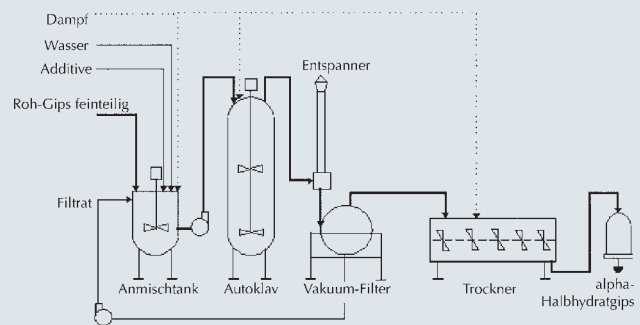 Dampf
Wasser
Additive
Roh-Gips feinteilig
Entspanner
Filtrat
Anmischtank
Autoklav
Vakuum-Filter
Trockner
alpha-
Halbhydratgips